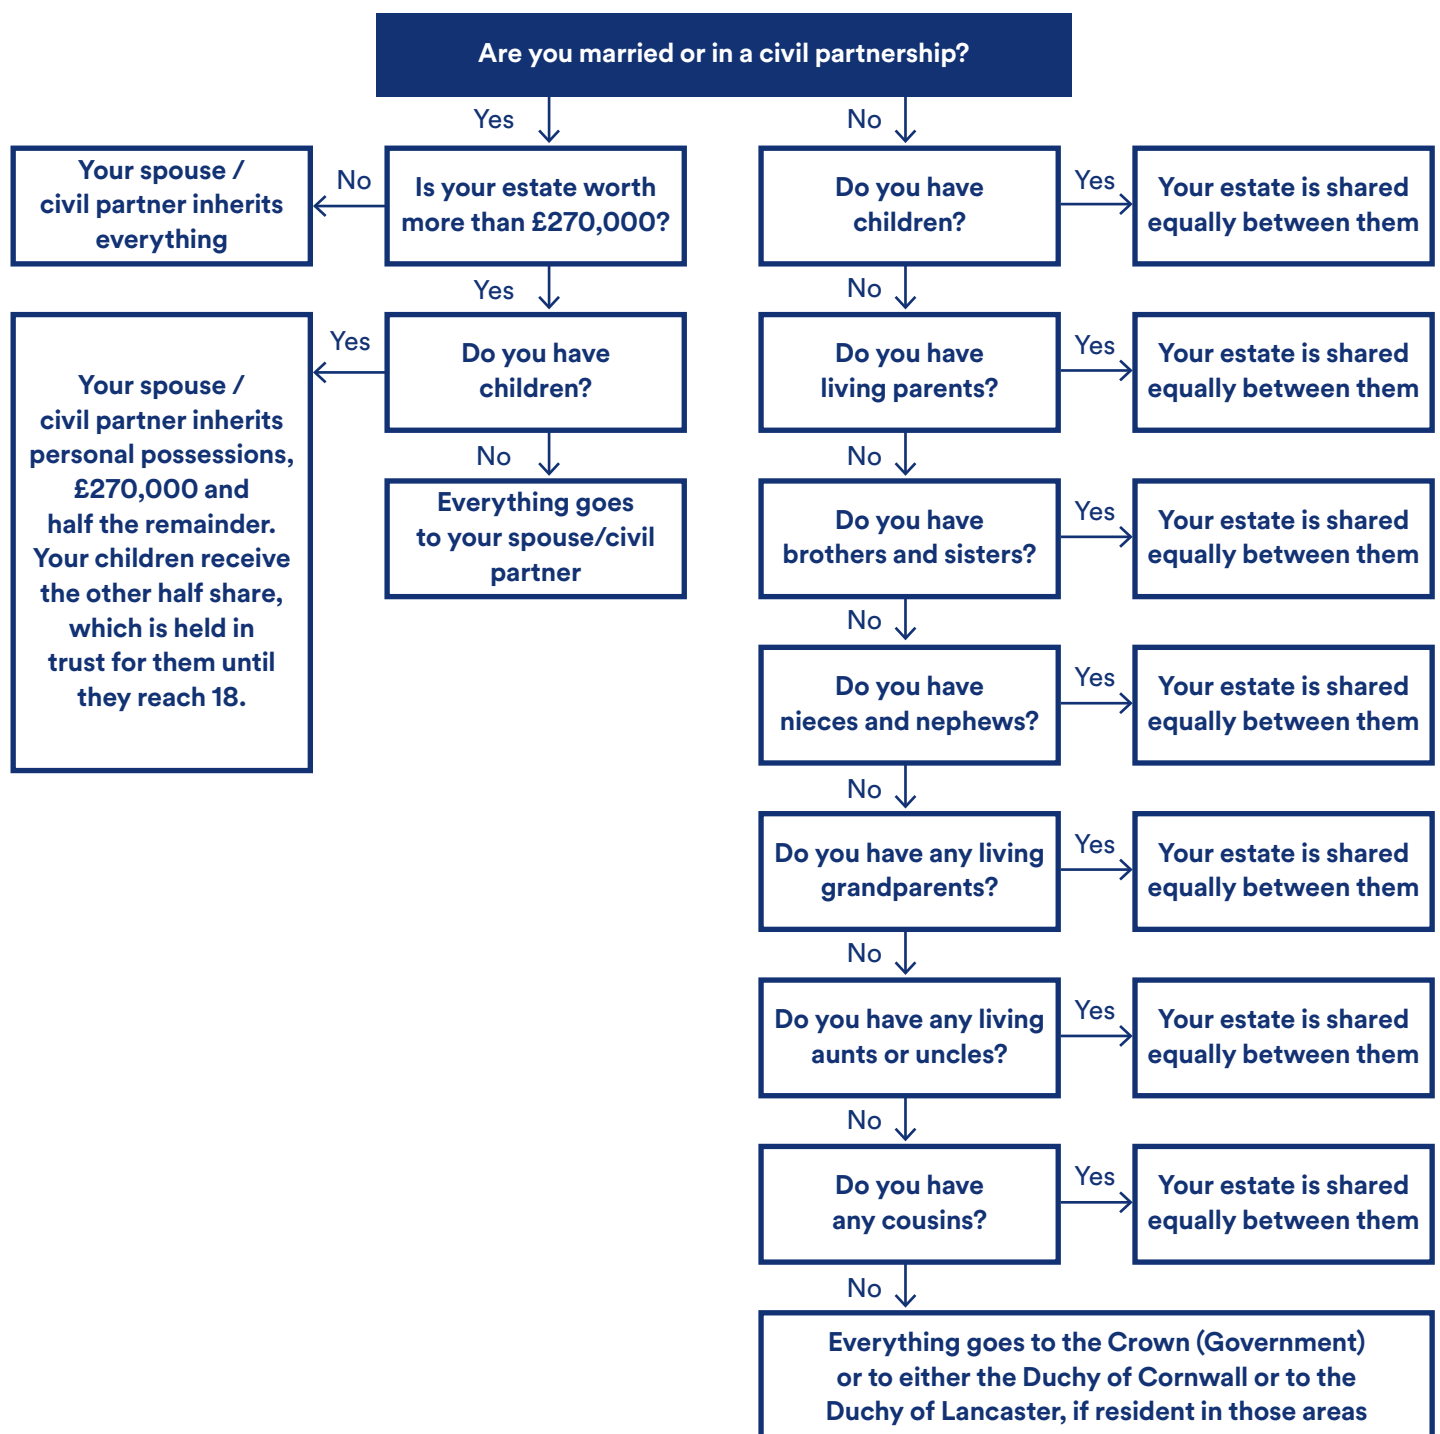 Are you married or in a civil partnership?
Yes
No
Your spouse /
civil partner inherits
everything
No
Is your estate worth
more than £270,000?
Do you have
children?
Yes
Your estate is shared
equally between them
Yes
No
Your spouse /
civil partner inherits
personal possessions,
£270,000 and
half the remainder.
Your children receive
the other half share,
which is held in
trust for them until
they reach 18.
Yes
Do you have
children?
Do you have
living parents?
Yes
Your estate is shared
equally between them
No
No
Everything goes
to your spouse/civil
partner
Do you have
brothers and sisters?
Yes
Your estate is shared
equally between them
No
Do you have
nieces and nephews?
Yes
Your estate is shared
equally between them
No
Do you have any living
grandparents?
Yes
Your estate is shared
equally between them
No
Do you have any living
aunts or uncles?
Yes
Your estate is shared
equally between them
No
Do you have
any cousins?
Yes
Your estate is shared
equally between them
No
Everything goes to the Crown (Government)
or to either the Duchy of Cornwall or to the
Duchy of Lancaster, if resident in those areas